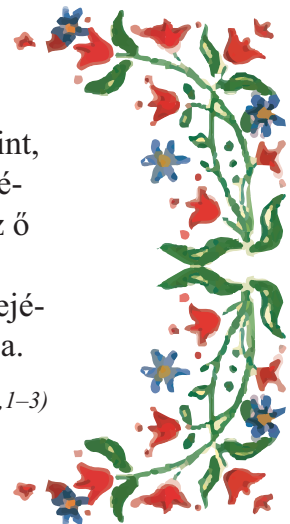 int,
é-
z ő
ejé-
a.
,1–3)